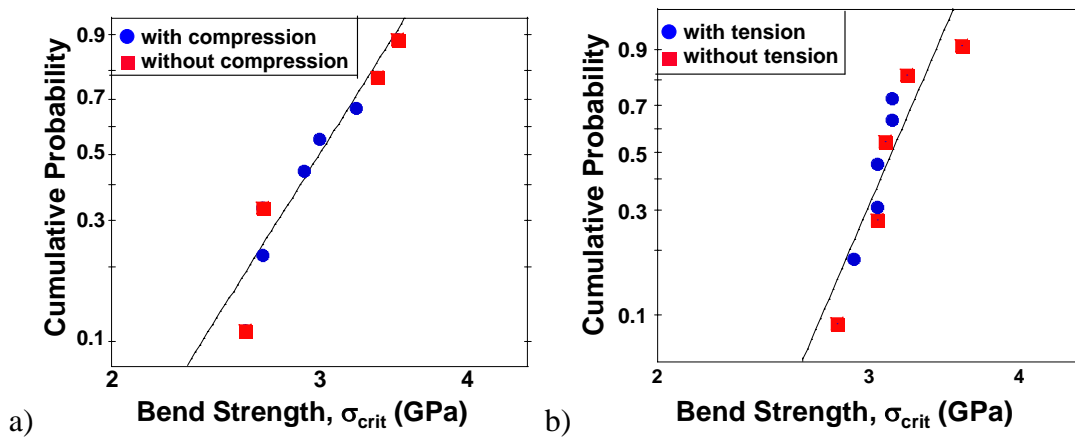 with compression
without compression
Cumulative Probability
0.9
0.7
0.5
0.3
0.1
2
3
4
Bend Strength, σcrit (GPa)
a)
with tension
without tension
Cumulative Probability
0.9
0.7
0.5
0.3
0.1
2
3
4
Bend Strength, σcrit (GPa)
b)